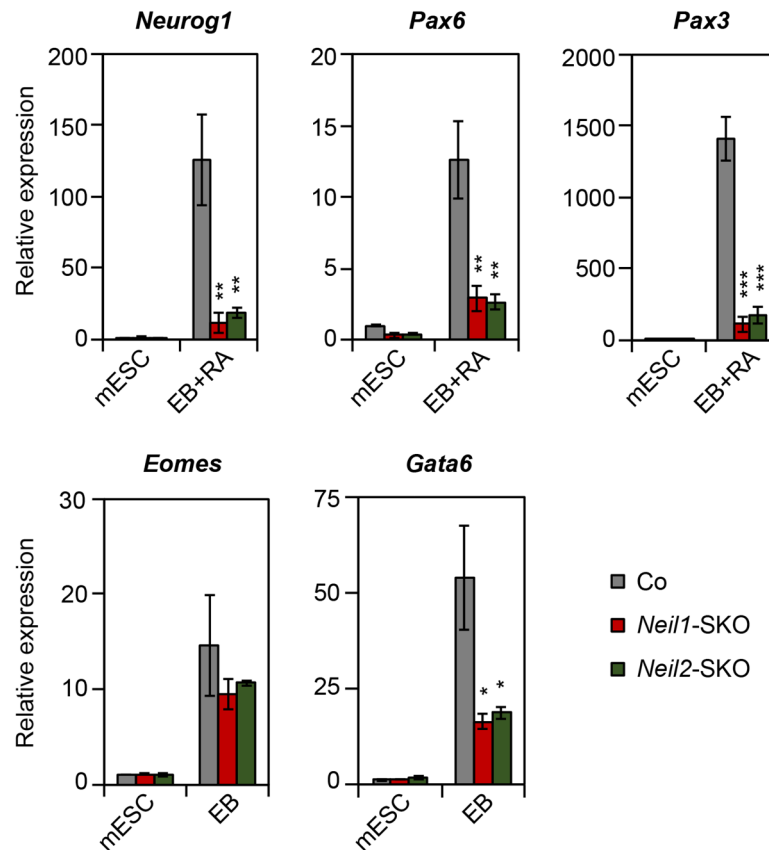 Neurog1
Pax6
Pax3
Relative expression
200
150
100
50
0
20
15
10
5
0
2000
1500
1000
500
0
**
**
**
**
***
***
mESC
EB+RA
mESC
EB+RA
mESC
EB+RA
Eomes
Gata6
Relative expression
30
20
10
0
75
50
25
0
*
*
mESC
EB
mESC
EB
Co
Neil1-SKO
Neil2-SKO